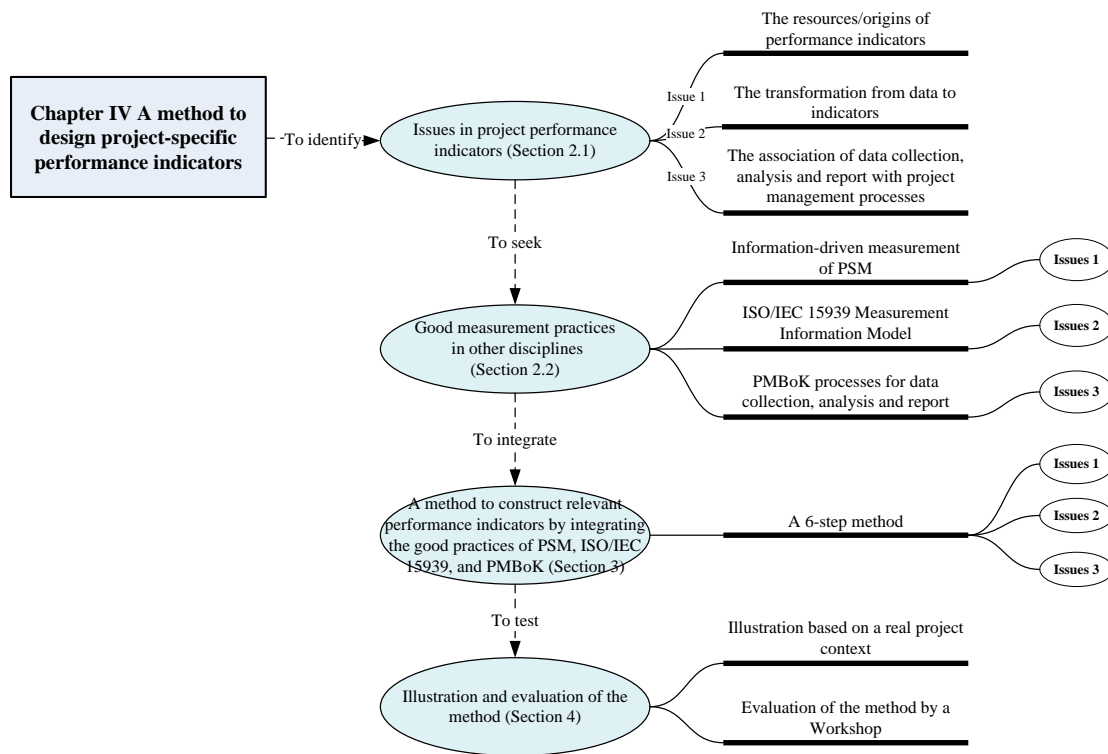 The resources/origins of
performance indicators
Chapter IV A method to
design project-specific
performance indicators
To identify
Issues in project performance
indicators (Section 2.1)
Issue 1
Issue 2
Issue 3
The transformation from data to
indicators
The association of data collection,
analysis and report with project
management processes
To seek
Information-driven measurement
of PSM
Issues 1
Good measurement practices
in other disciplines
(Section 2.2)
ISO/IEC 15939 Measurement
Information Model
Issues 2
PMBoK processes for data
collection, analysis and report
Issues 3
To integrate
A method to construct relevant
performance indicators by integrating
the good practices of PSM, ISO/IEC
15939, and PMBoK (Section 3)
A 6-step method
Issues 1
Issues 2
Issues 3
To test
Illustration and evaluation of the
method (Section 4)
Illustration based on a real project
context
Evaluation of the method by a
Workshop